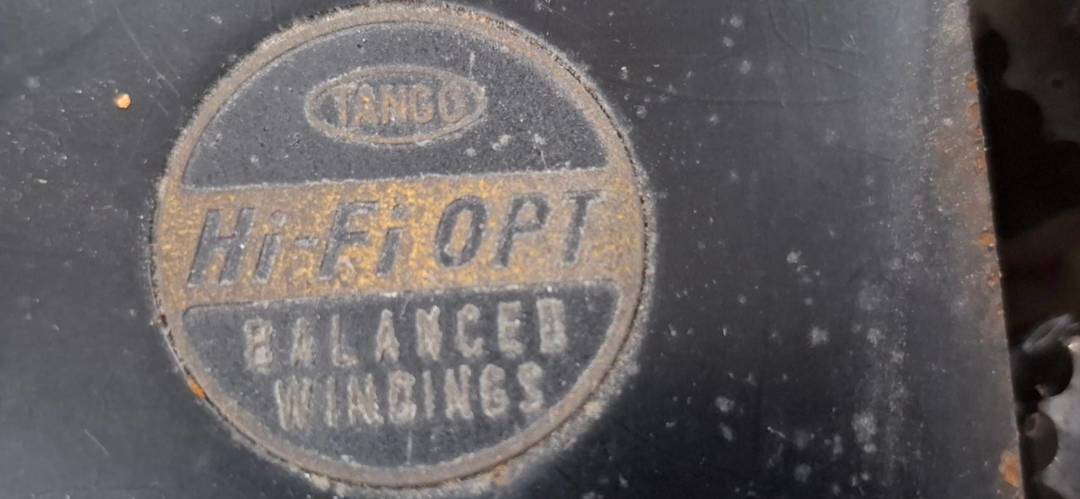 TANGO
Hi-Fi OPT
BALANCED
WINDINGS